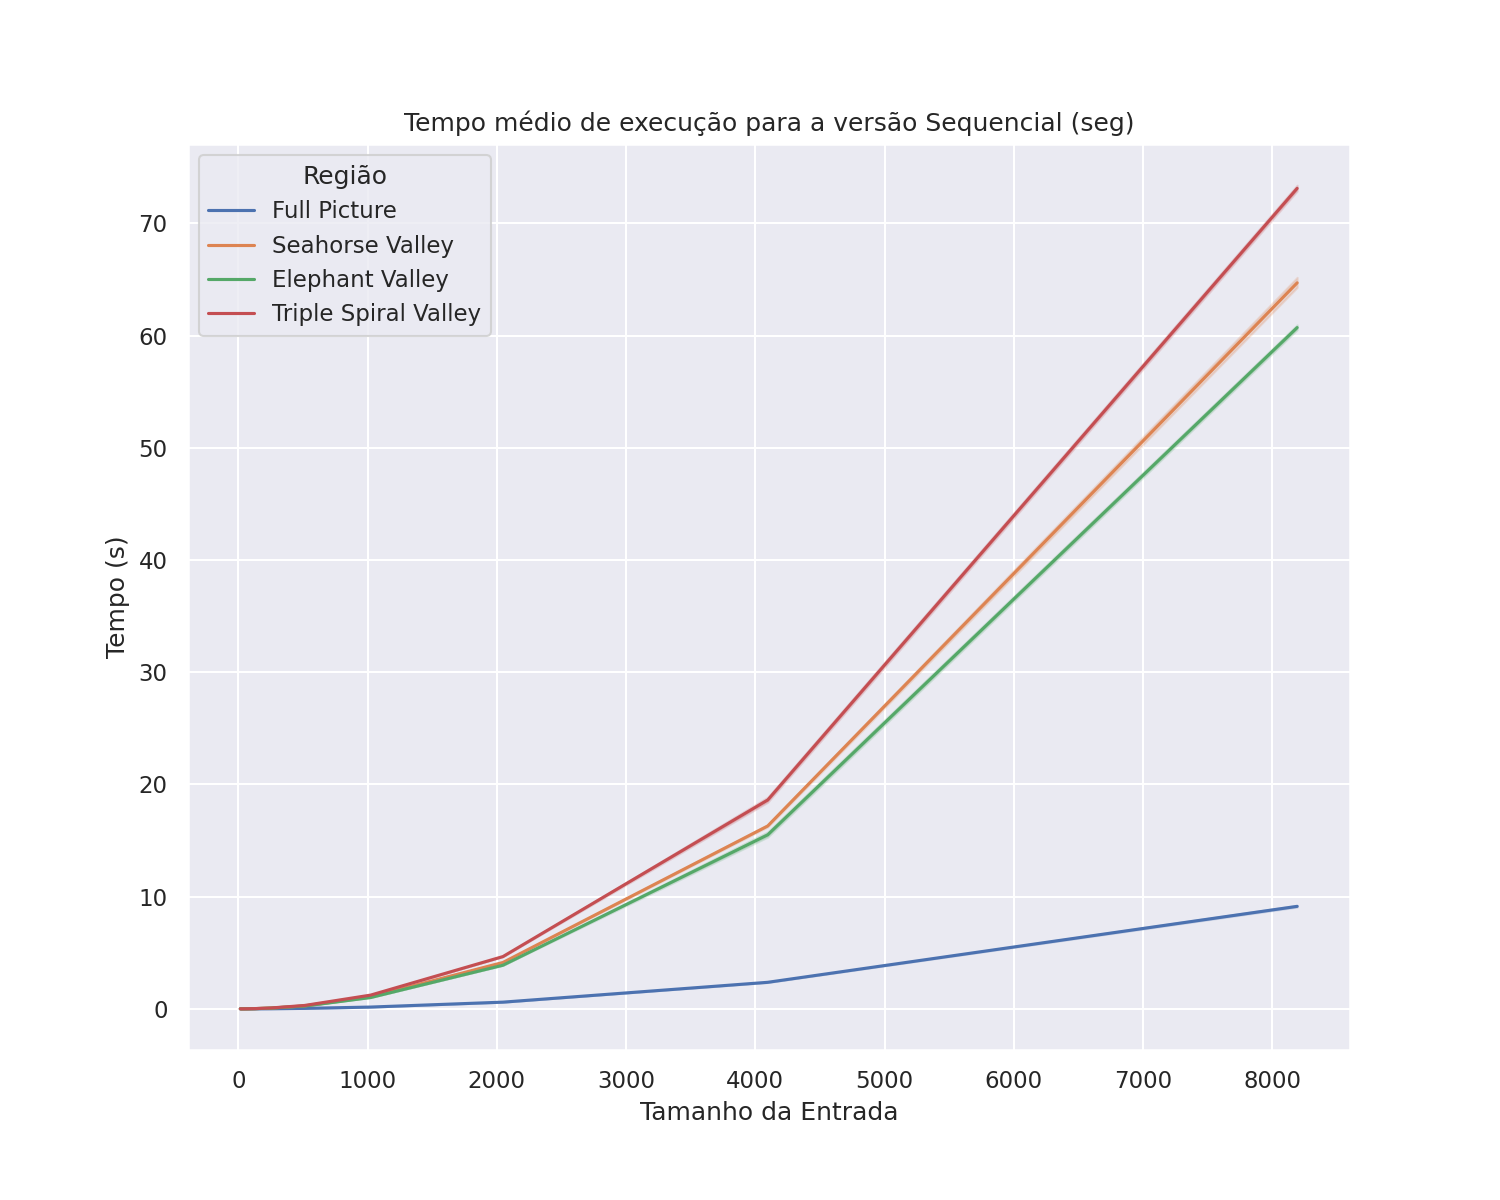 Tempo médio de execução para a versão Sequencial (seg)
Região
Full Picture
Seahorse Valley
Elephant Valley
Triple Spiral Valley
Tempo (s)
70
60
50
40
30
20
10
0
0 1000 2000 3000 4000 5000 6000 7000 8000
Tamanho da Entrada